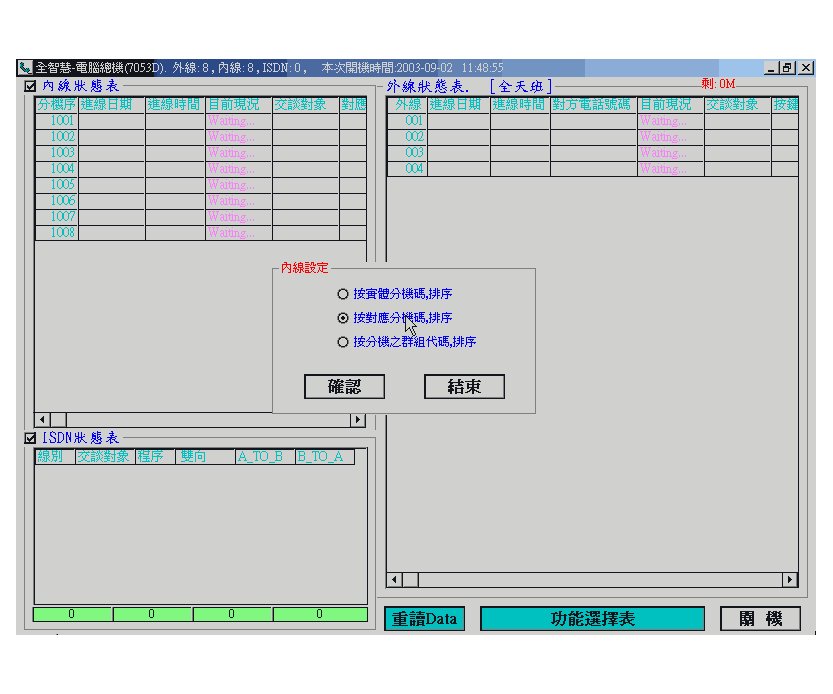 全智慧-電腦總機(7053D). 外線:8 , 內線:8 , ISDN:0 , 本次開機時間:2003-09-02 11:48:55
內線狀態表
分機序 進線日期 進線時間 目前現況 交談對象 對應
1001 Waiting...
1002 Waiting...
1003 Waiting...
1004 Waiting...
1005 Waiting...
1006 Waiting...
1007 Waiting...
1008 Waiting...
外線狀態表. [全天班] 剩:0M
外線 進線日期 進線時間 對方電話號碼 目前現況 交談對象 按鍵
001 Waiting...
002 Waiting...
003 Waiting...
004 Waiting...
內線設定
按實體分機碼,排序
按對應分機碼,排序
按分機之群組代碼,排序
確認 結束
ISDN狀態表
線別 交談對象 程序 雙向 A_TO_B B_TO_A
0 0 0 0
重讀Data 功能選擇表 關 機